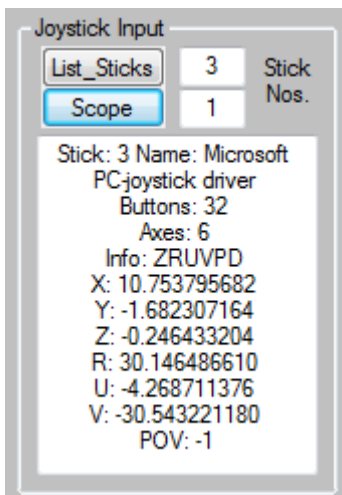 Joystick Input
List_Sticks 3 Stick
Scope 1 Nos.
Stick: 3 Name: Microsoft
PC-joystick driver
Buttons: 32
Axes: 6
Info: ZRUVPD
X: 10.753795682
Y: -1.682307164
Z: -0.246433204
R: 30.146486610
U: -4.268711376
V: -30.543221180
POV: -1